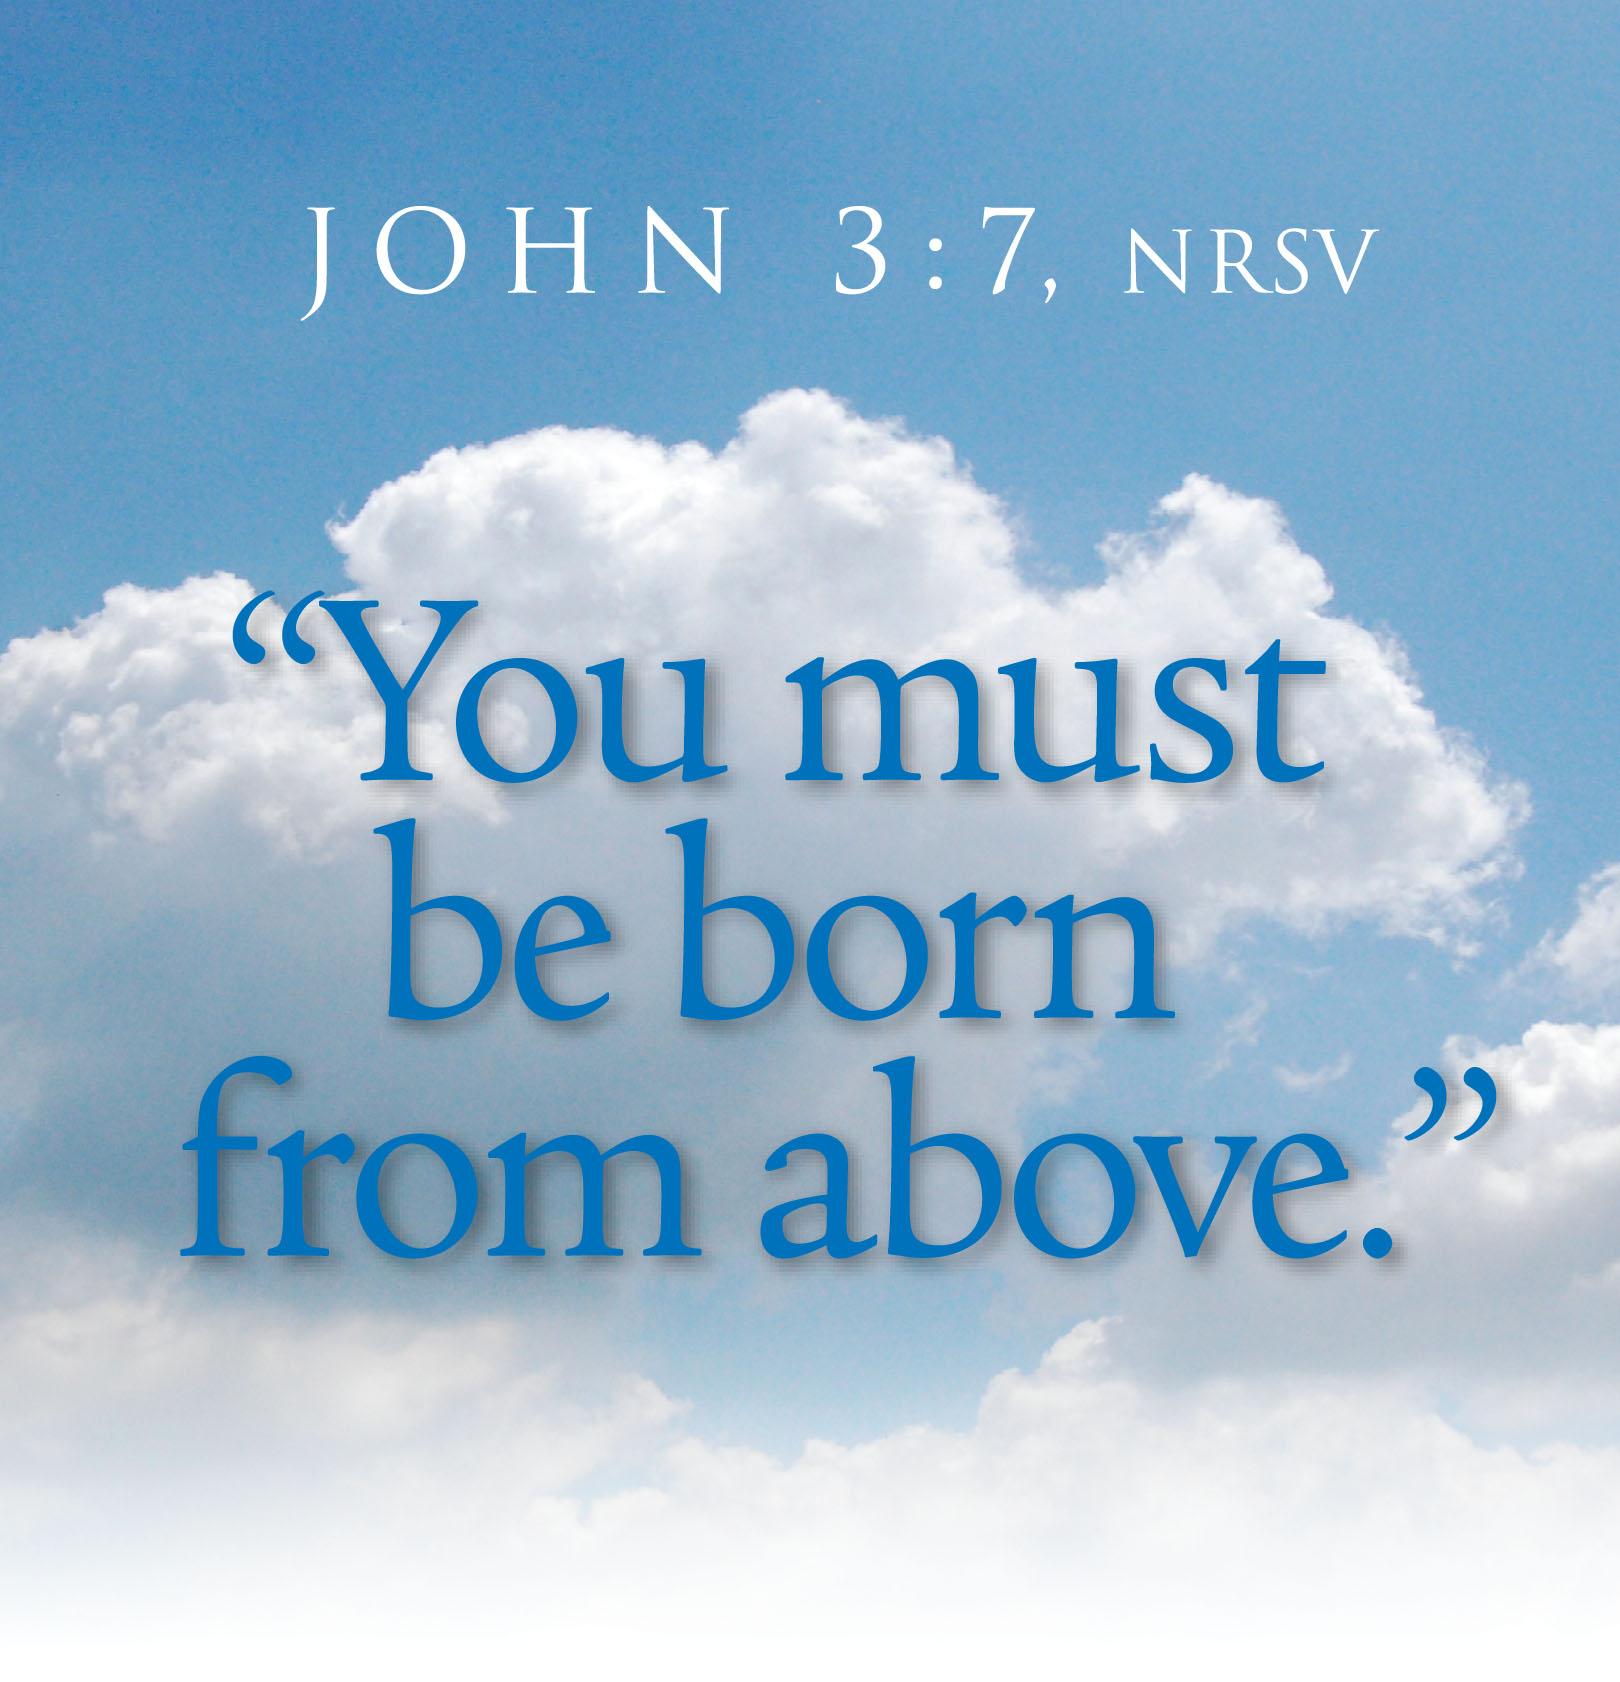 JOHN 3:7, NRSV
“You must
be born
from above.”